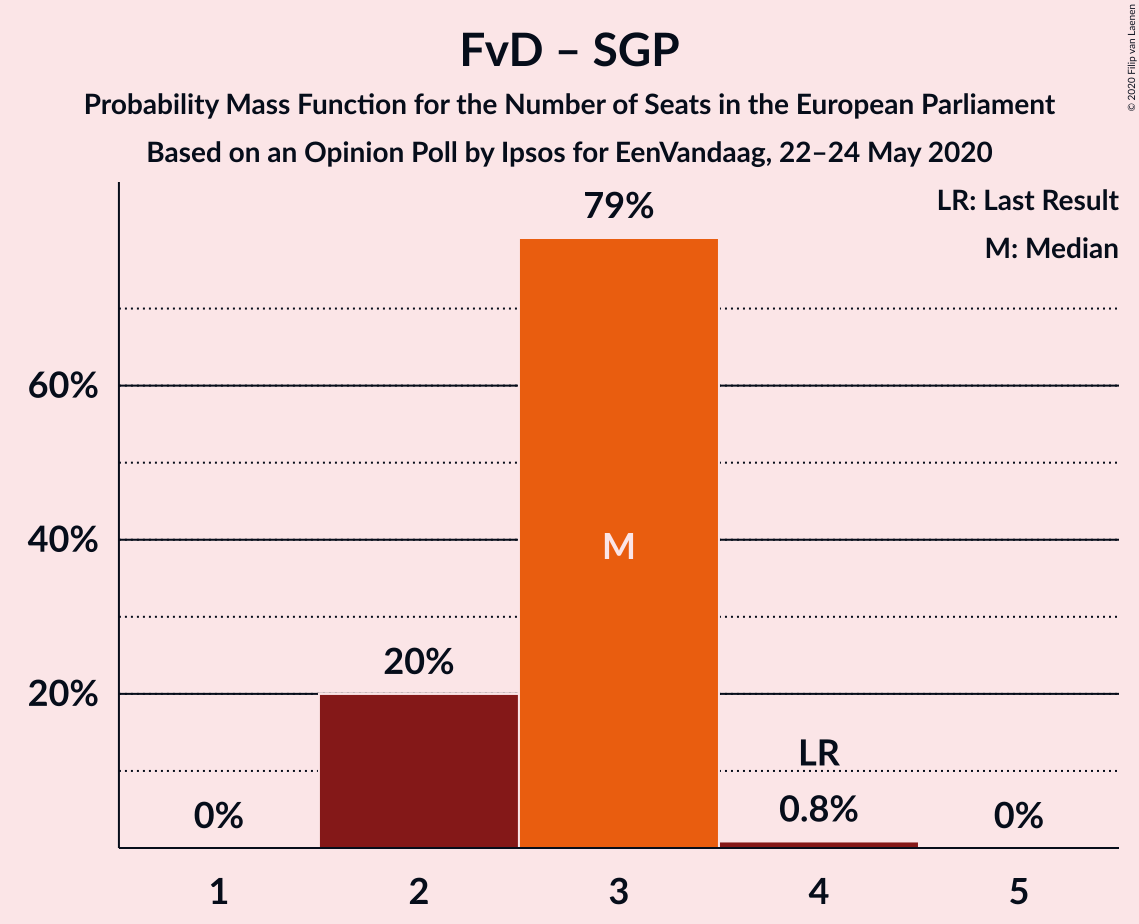 FvD – SGP
Probability Mass Function for the Number of Seats in the European Parliament
Based on an Opinion Poll by Ipsos for EenVandaag, 22–24 May 2020
© 2020 Filip van Laenen
LR: Last Result
M: Median
79%
60%
40%
M
20%
20%
LR
0%
0.8%
0%
1 2 3 4 5